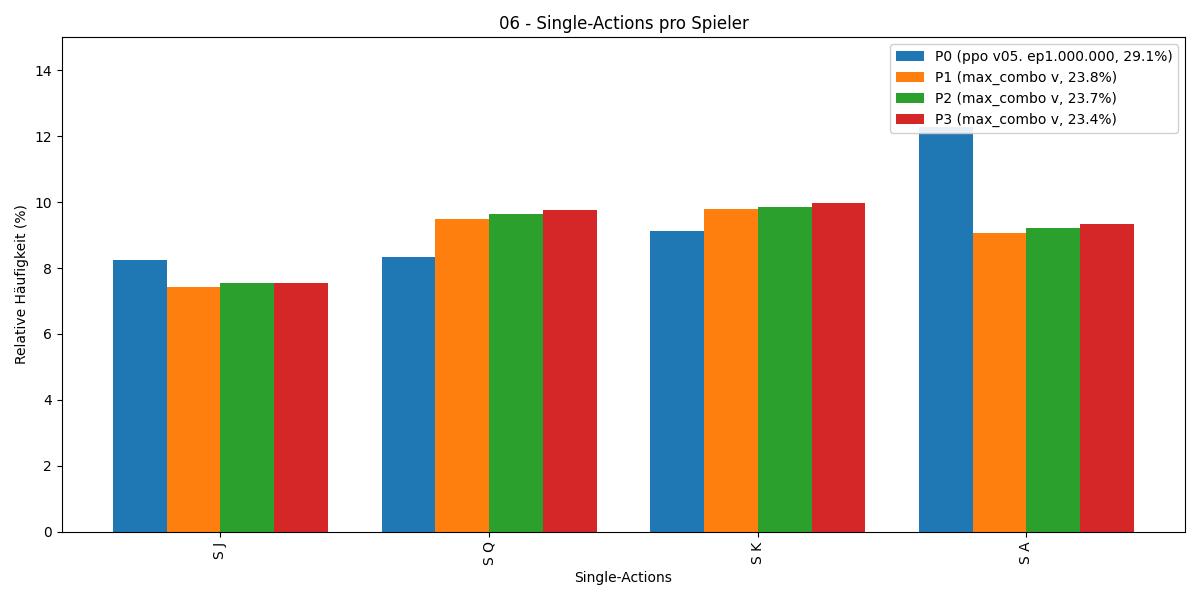 06 - Single-Actions pro Spieler
P0 (ppo v05. ep1.000.000, 29.1%)
P1 (max_combo v, 23.8%)
P2 (max_combo v, 23.7%)
P3 (max_combo v, 23.4%)
Relative Häufigkeit (%)
14
12
10
8
6
4
2
0
S J
S Q
S K
S A
Single-Actions